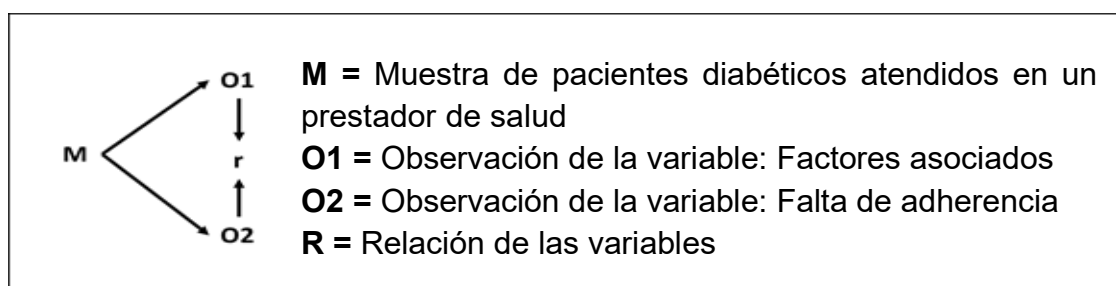 O1
M
r
O2
M = Muestra de pacientes diabéticos atendidos en un
prestador de salud
O1 = Observación de la variable: Factores asociados
O2 = Observación de la variable: Falta de adherencia
R = Relación de las variables